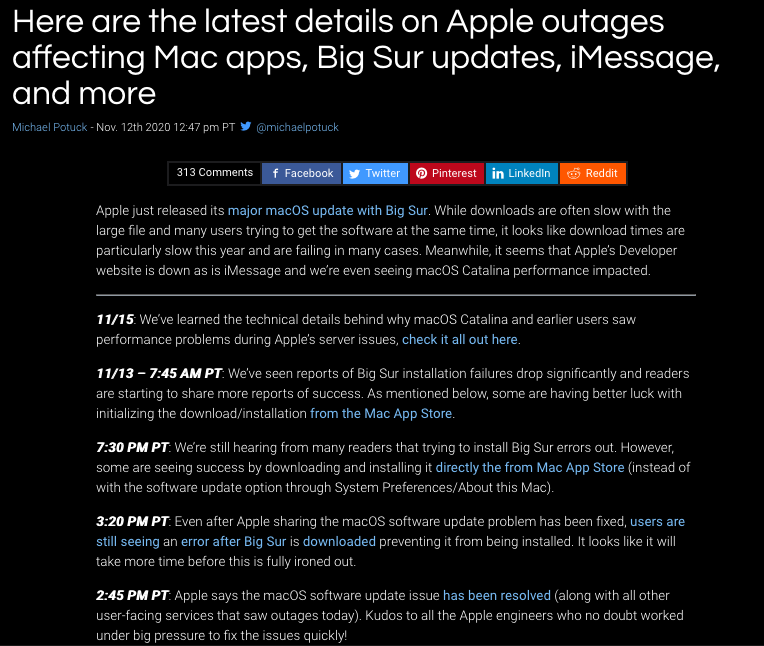 Here are the latest details on Apple outages
affecting Mac apps, Big Sur updates, iMessage,
and more
Michael Potuck - Nov. 12th 2020 12:47 pm PT @michaelpotuck
313 Comments Facebook Twitter Pinterest LinkedIn Reddit
Apple just released its major macOS update with Big Sur. While downloads are often slow with the
large file and many users trying to get the software at the same time, it looks like download times are
particularly slow this year and are failing in many cases. Meanwhile, it seems that Apple's Developer
website is down as is iMessage and we're even seeing macOS Catalina performance impacted.
11/15: We've learned the technical details behind why macOS Catalina and earlier users saw
performance problems during Apple's server issues, check it all out here.
11/13 – 7:45 AM PT: We've seen reports of Big Sur installation failures drop significantly and readers
are starting to share more reports of success. As mentioned below, some are having better luck with
initializing the download/installation from the Mac App Store.
7:30 PM PT: We're still hearing from many readers that trying to install Big Sur errors out. However,
some are seeing success by downloading and installing it directly the from Mac App Store (instead of
with the software update option through System Preferences/About this Mac).
3:20 PM PT: Even after Apple sharing the macOS software update problem has been fixed, users are
still seeing an error after Big Sur is downloaded preventing it from being installed. It looks like it will
take more time before this is fully ironed out.
2:45 PM PT: Apple says the macOS software update issue has been resolved (along with all other
user-facing services that saw outages today). Kudos to all the Apple engineers who no doubt worked
under big pressure to fix the issues quickly!